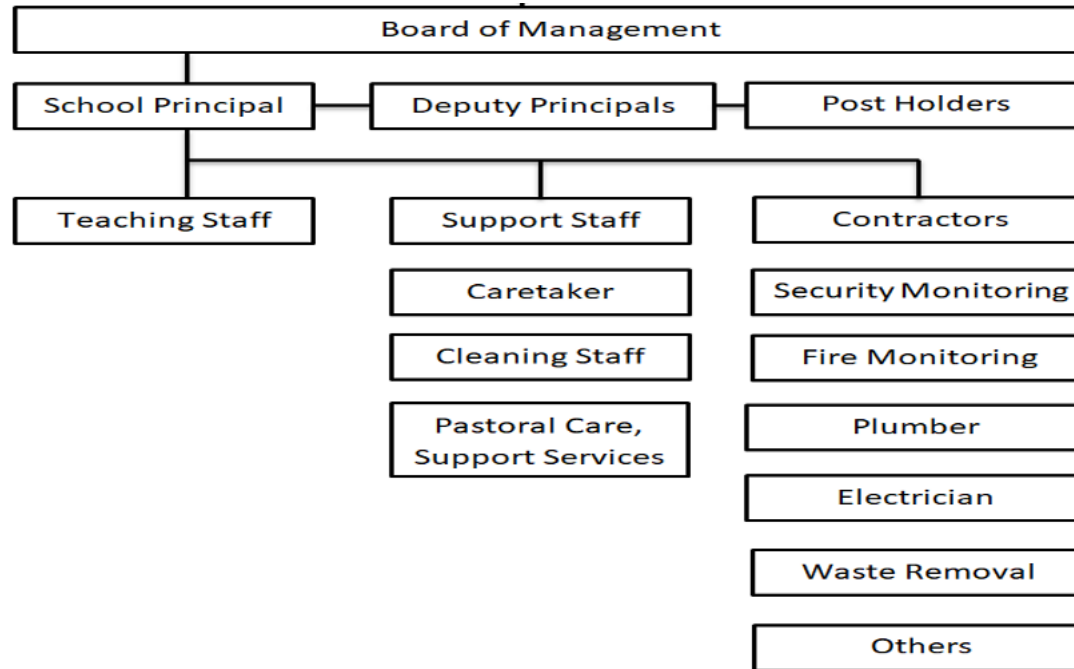 Board of Management
School Principal
Deputy Principals
Post Holders
Teaching Staff
Support Staff
Contractors
Caretaker
Security Monitoring
Cleaning Staff
Fire Monitoring
Pastoral Care,
Support Services
Plumber
Electrician
Waste Removal
Others